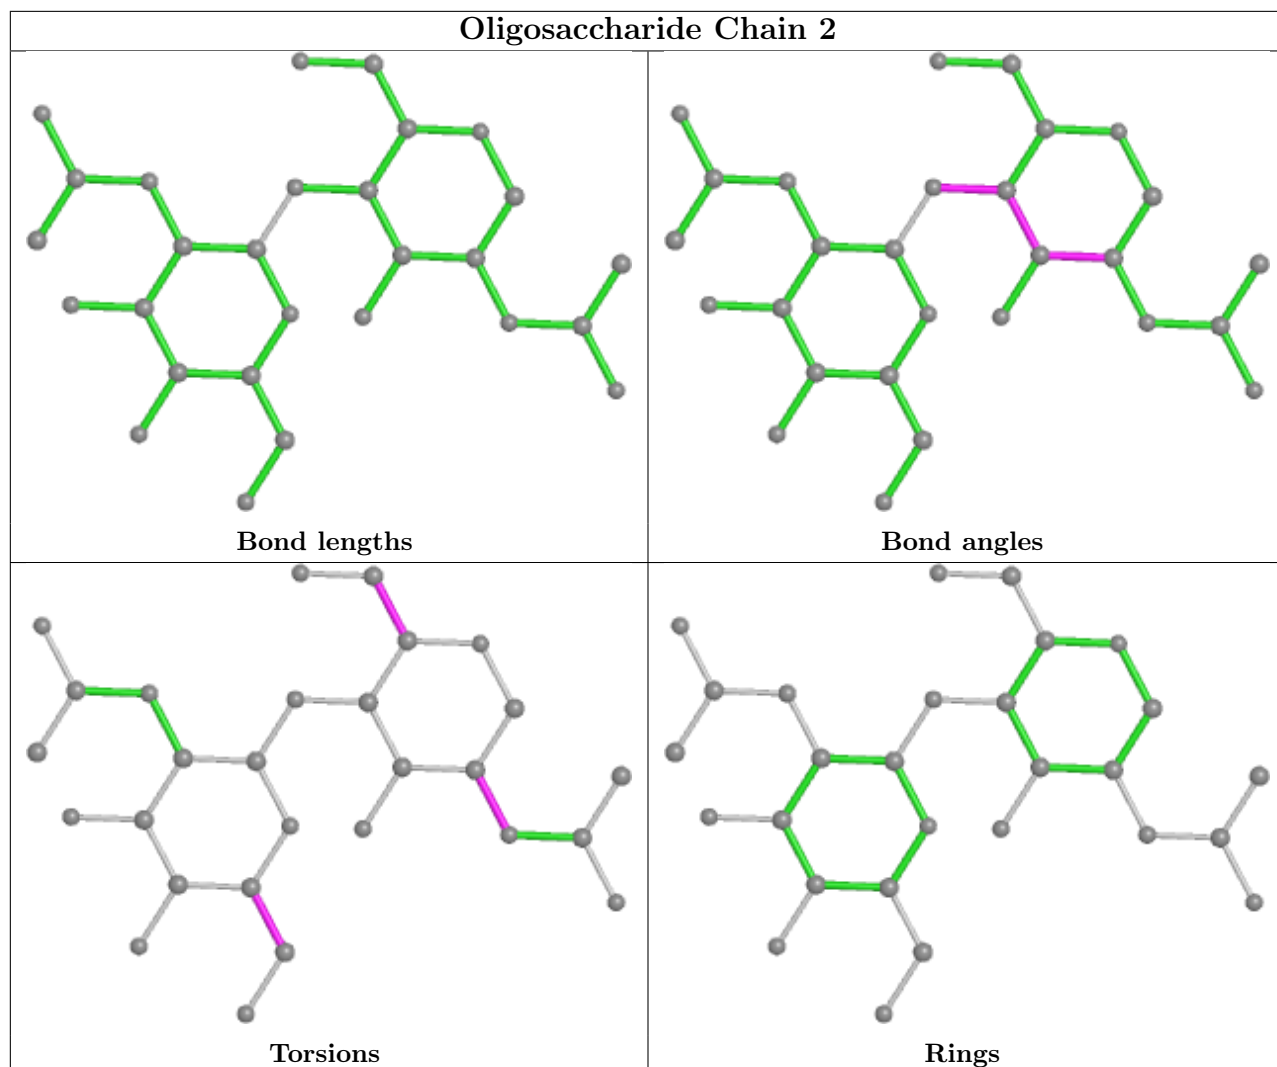 Oligosaccharide Chain 2
Bond lengths
Bond angles
Torsions
Rings